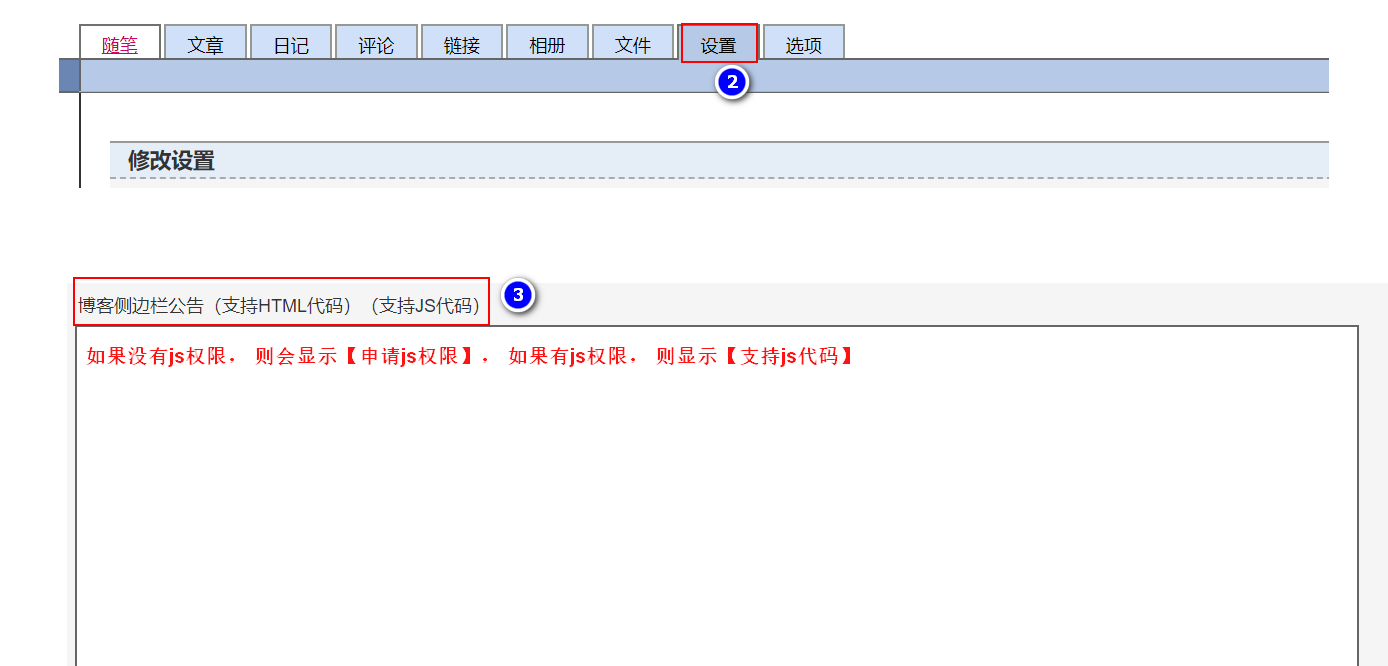 随笔 文章 日记 评论 链接 相册 文件 设置 选项
2
修改设置
博客侧边栏公告（支持HTML代码）（支持JS代码）
3
如果没有js权限， 则会显示【申请js权限】， 如果有js权限， 则显示【支持js代码】